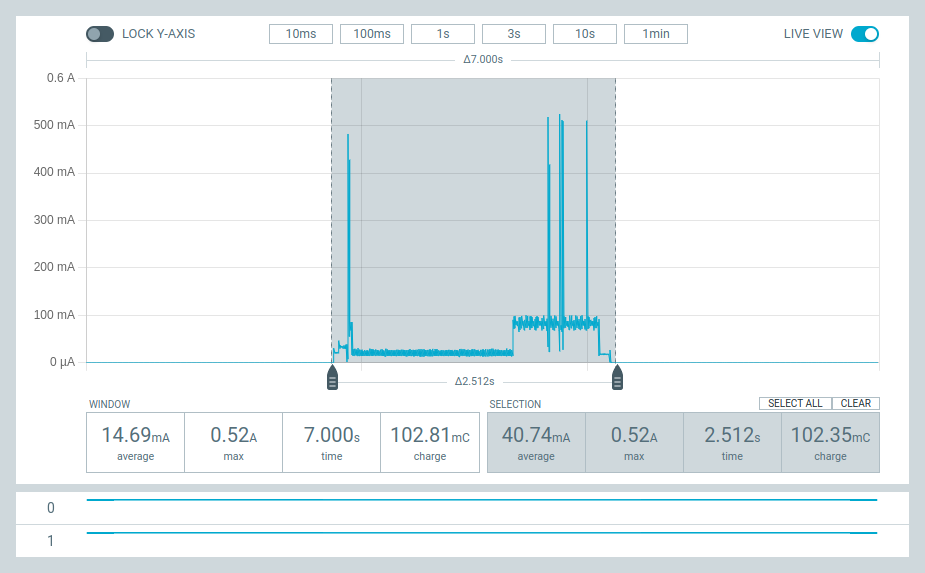 LOCK Y-AXIS 10ms 100ms 1s 3s 10s 1min LIVE VIEW
Δ7.000s
0.6 A
500 mA
400 mA
300 mA
200 mA
100 mA
0 µA
Δ2.512s
WINDOW SELECTION SELECT ALL CLEAR
14.69mA 0.52A 7.000s 102.81mC 40.74mA 0.52A 2.512s 102.35mC
average max time charge average max time charge
0
1